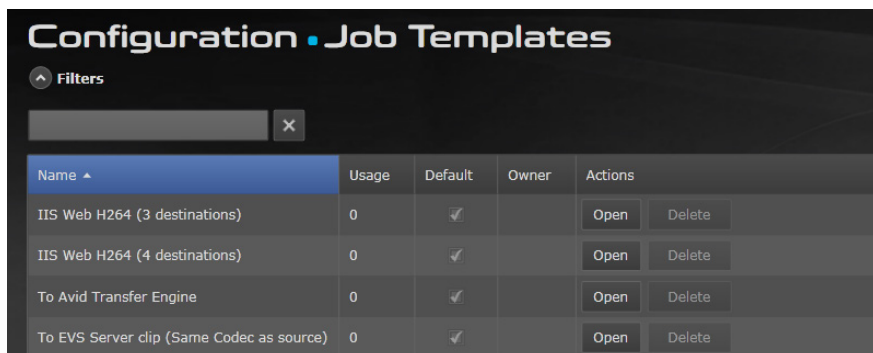 Configuration • Job Templates
Filters
Name Usage Default Owner Actions
IIS Web H264 (3 destinations) 0 Open Delete
IIS Web H264 (4 destinations) 0 Open Delete
To Avid Transfer Engine 0 Open Delete
To EVS Server clip (Same Codec as source) 0 Open Delete